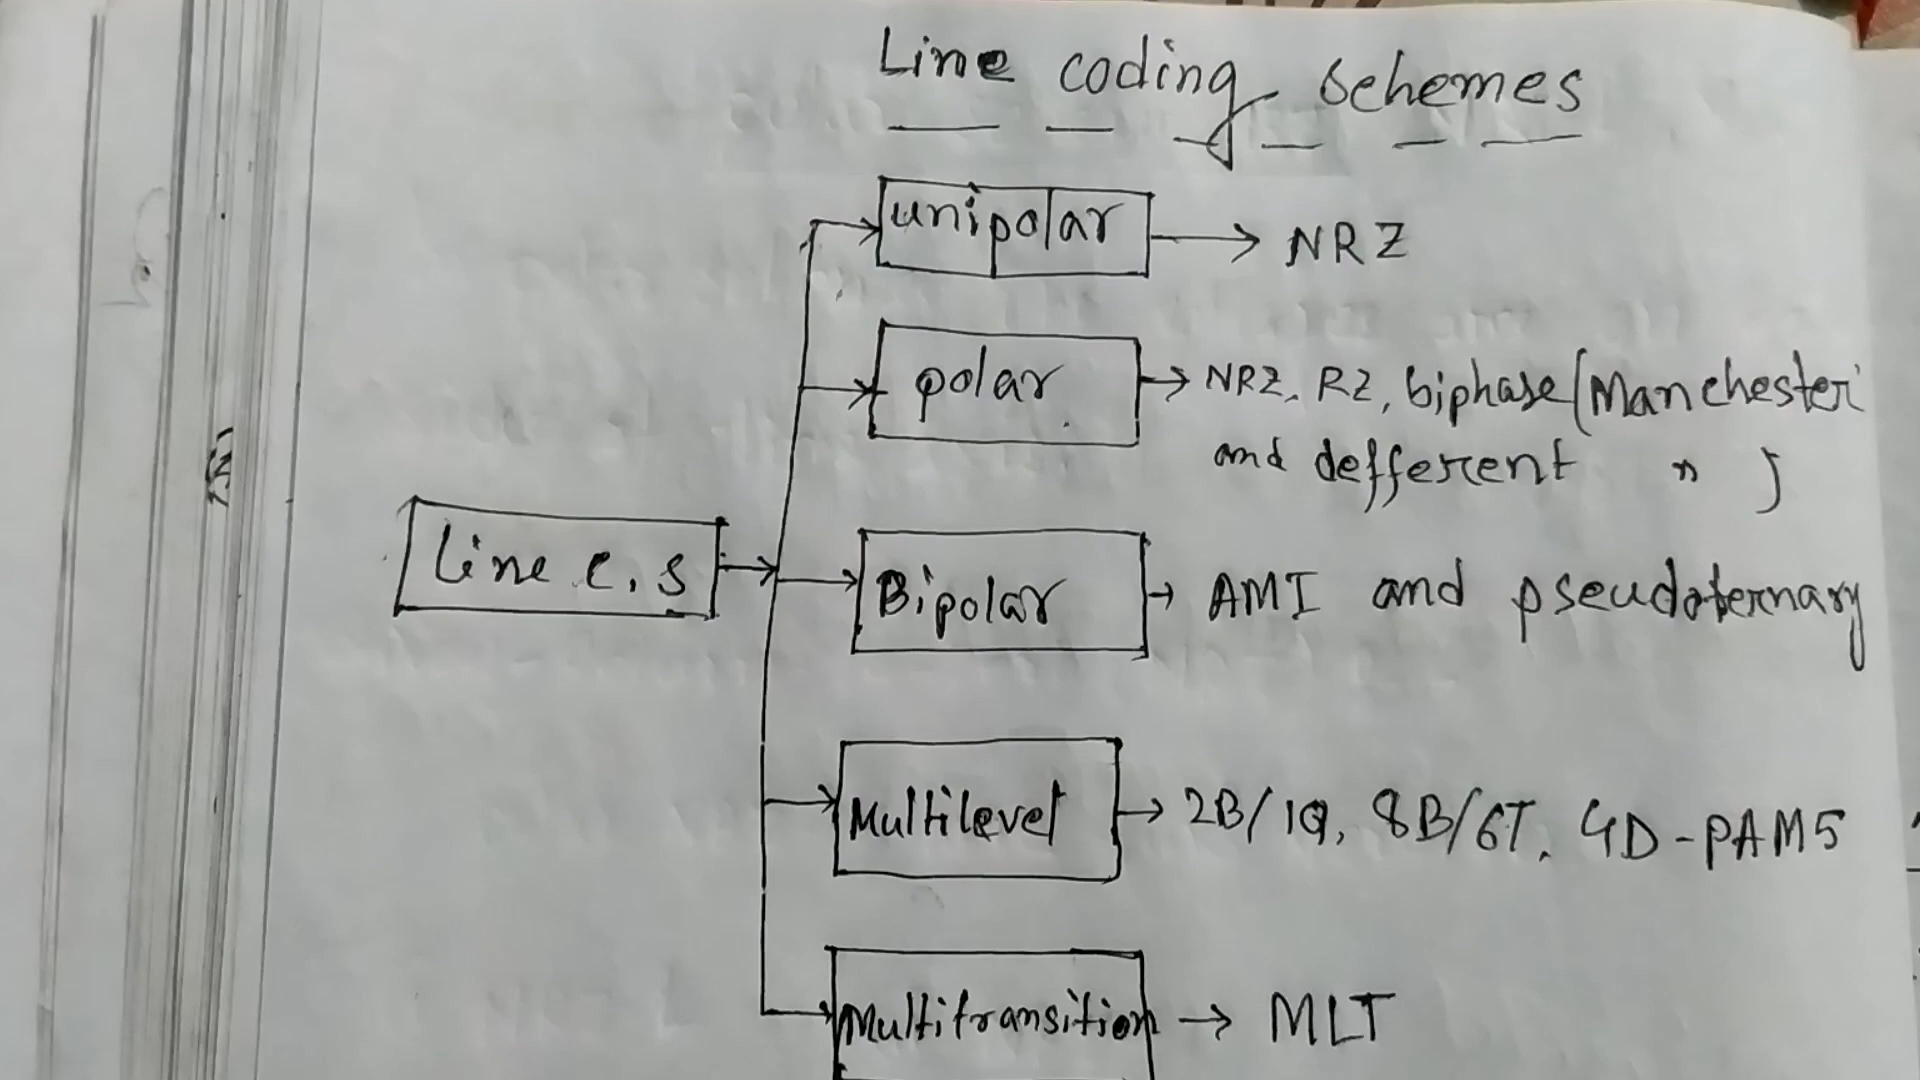 Line coding schemes
unipolar → NRZ
polar → NRZ, RZ, biphase (Manchester
and defferent " )
Line c.s
Bipolar → AMI and pseudoternary
Multilevel → 2B/1Q, 8B/6T, 4D-PAM5
Multitransition → MLT